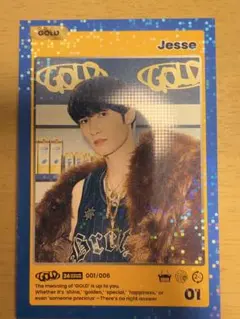 GOLD
Jesse
GOLD
GOLD
GOLD
001/006
The meaning of 'GOLD' is up to you.
Whether it's 'shine,' 'golden,' 'special,' 'happiness,' or
even 'someone precious' —There's no right answer.
01